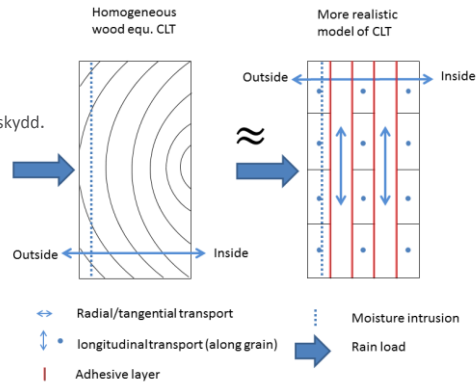 Homogeneous
wood equ. CLT
More realistic
model of CLT
Outside
Inside
skydd.
≈
Outside
Inside
Radial/tangential transport
longitudinal transport (along grain)
Adhesive layer
Moisture intrusion
Rain load